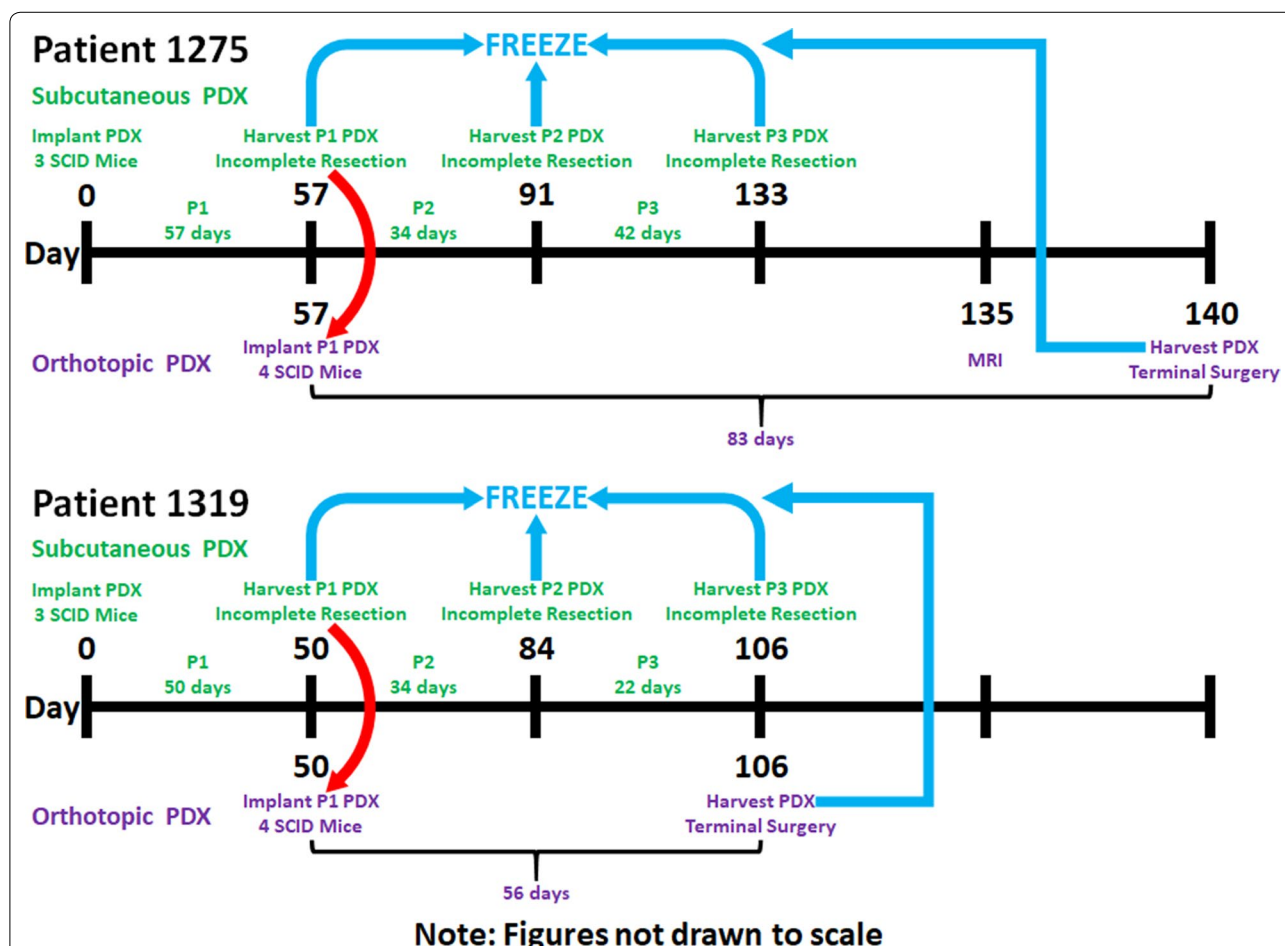 Patient 1275
FREEZE
Subcutaneous PDX
Implant PDX
3 SCID Mice
Harvest P1 PDX
Incomplete Resection
Harvest P2 PDX
Incomplete Resection
Harvest P3 PDX
Incomplete Resection
0
57
91
133
P1
57 days
P2
34 days
P3
42 days
Day
57
135
140
Orthotopic PDX
Implant P1 PDX
4 SCID Mice
MRI
Harvest PDX
Terminal Surgery
83 days
Patient 1319
FREEZE
Subcutaneous PDX
Implant PDX
3 SCID Mice
Harvest P1 PDX
Incomplete Resection
Harvest P2 PDX
Incomplete Resection
Harvest P3 PDX
Incomplete Resection
0
50
84
106
P1
50 days
P2
34 days
P3
22 days
Day
50
106
Orthotopic PDX
Implant P1 PDX
4 SCID Mice
Harvest PDX
Terminal Surgery
56 days
Note: Figures not drawn to scale